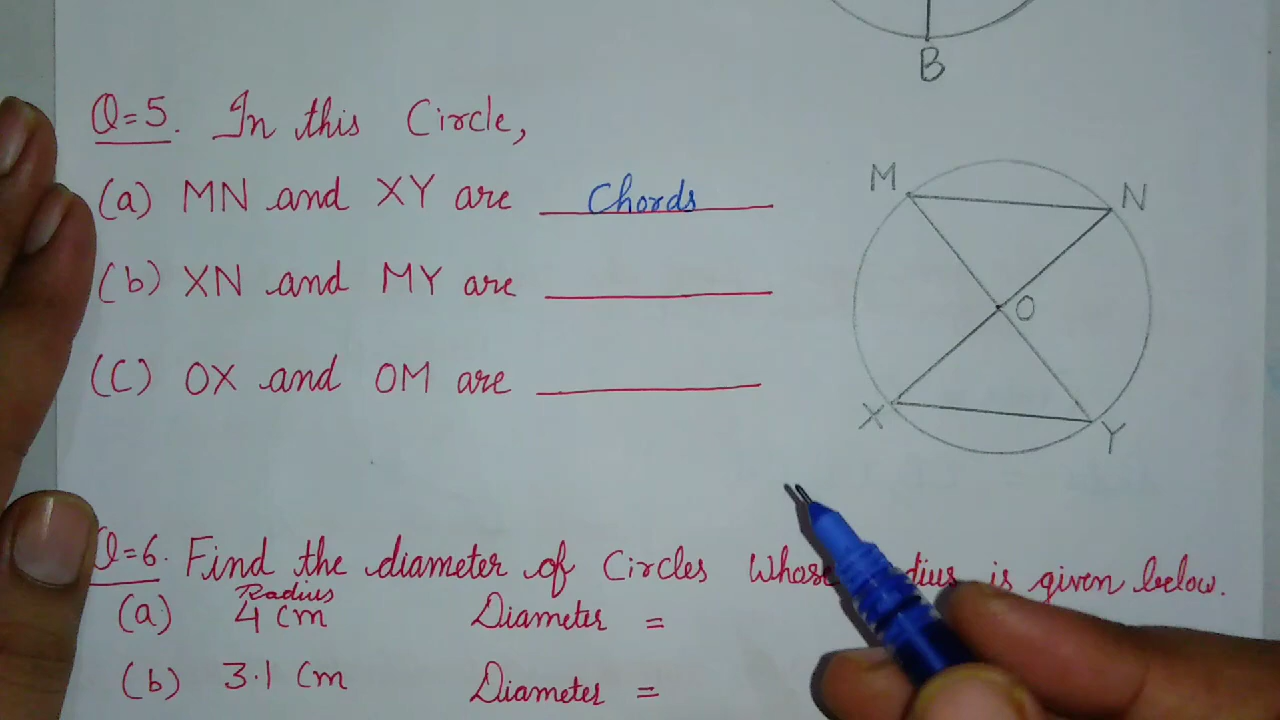 B
Q=5. In this Circle,
(a) MN and XY are Chords
(b) XN and MY are
(C) OX and OM are
M
N
O
X
Y
Q=6. Find the diameter of Circles Whose is given below.
Radius
(a) 4 Cm Diameter =
(b) 3.1 Cm Diameter =